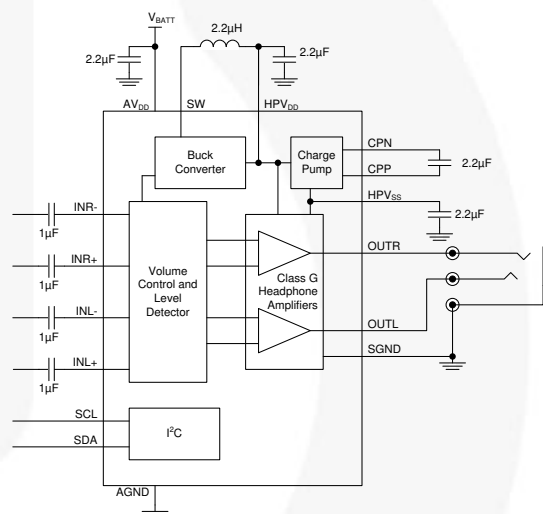 V_BATT
2.2µH
2.2µF
2.2µF
AV_DD
SW
HPV_DD
Buck
Converter
Charge
Pump
CPN
CPP
2.2µF
HPV_SS
2.2µF
INR-
1µF
INR+
1µF
INL-
1µF
INL+
1µF
Volume
Control and
Level
Detector
Class G
Headphone
Amplifiers
OUTR
OUTL
SGND
SCL
SDA
I²C
AGND